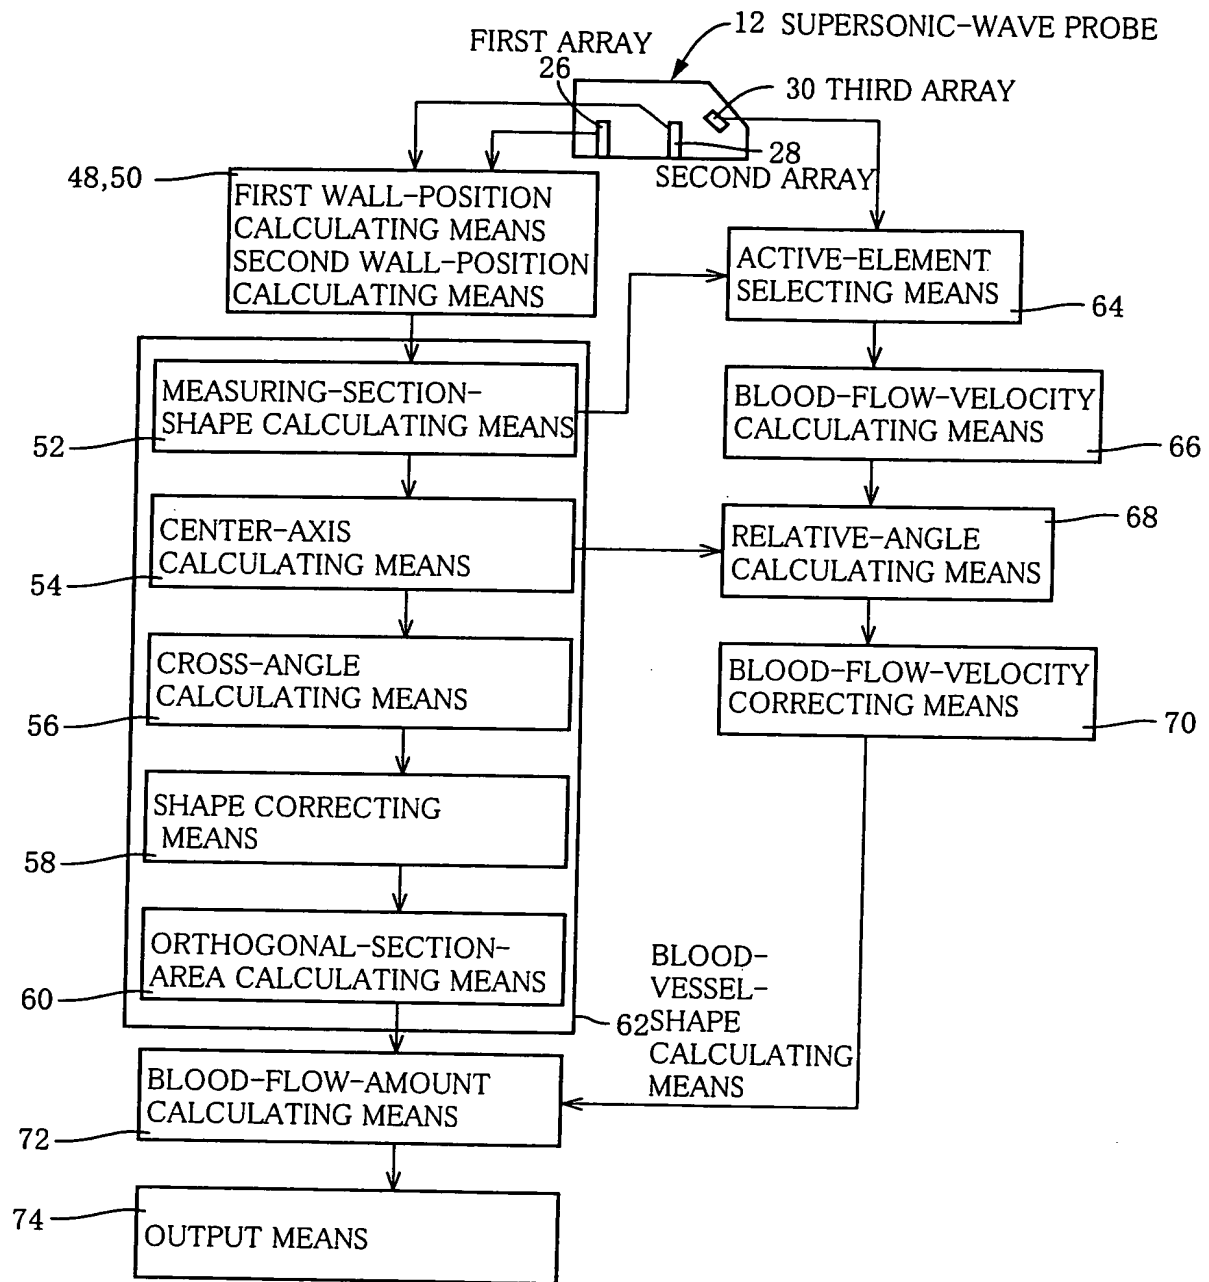 12 SUPERSONIC-WAVE PROBE
FIRST ARRAY
26
30 THIRD ARRAY
28
SECOND ARRAY
48,50
FIRST WALL-POSITION
CALCULATING MEANS
SECOND WALL-POSITION
CALCULATING MEANS
ACTIVE-ELEMENT
SELECTING MEANS
64
MEASURING-SECTION-
SHAPE CALCULATING MEANS
52
BLOOD-FLOW-VELOCITY
CALCULATING MEANS
66
CENTER-AXIS
CALCULATING MEANS
54
RELATIVE-ANGLE
CALCULATING MEANS
68
CROSS-ANGLE
CALCULATING MEANS
56
BLOOD-FLOW-VELOCITY
CORRECTING MEANS
70
SHAPE CORRECTING
MEANS
58
ORTHOGONAL-SECTION-
AREA CALCULATING MEANS
60
62
BLOOD-
VESSEL-
SHAPE
CALCULATING
MEANS
BLOOD-FLOW-AMOUNT
CALCULATING MEANS
72
74
OUTPUT MEANS